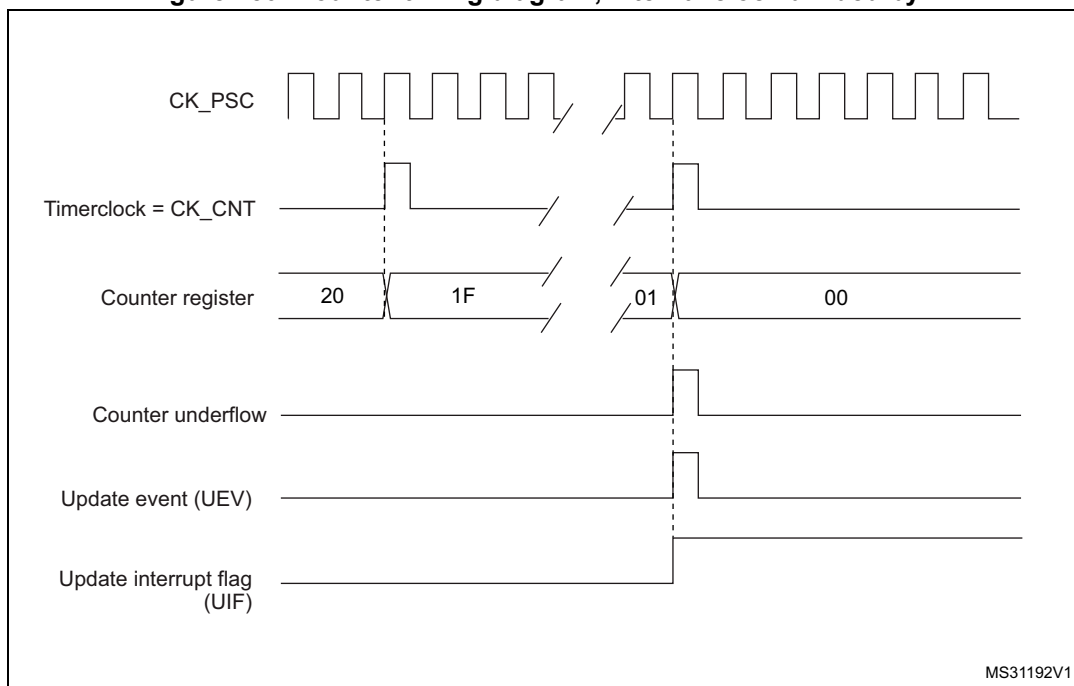 CK_PSC
Timerclock = CK_CNT
Counter register
20
1F
01
00
Counter underflow
Update event (UEV)
Update interrupt flag
(UIF)
MS31192V1